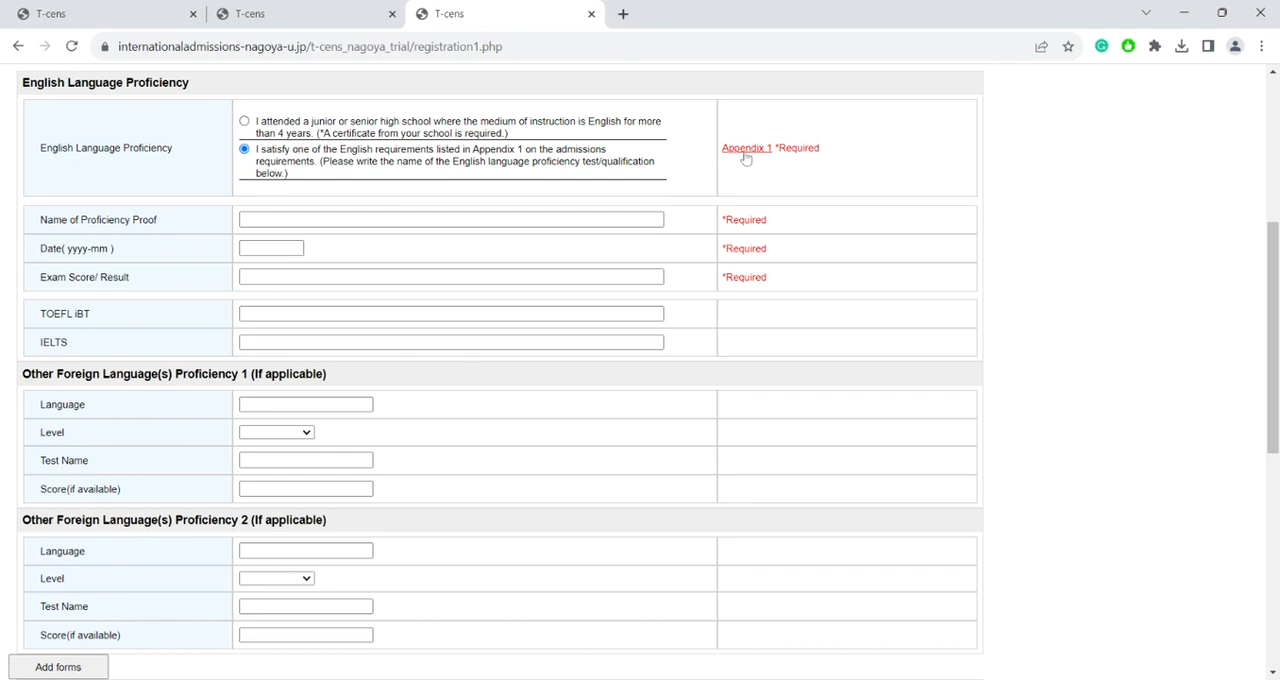 T-cens
T-cens
T-cens
internationaladmissions-nagoya-u.jp/t-cens_nagoya_trial/registration1.php
English Language Proficiency
English Language Proficiency
I attended a junior or senior high school where the medium of instruction is English for more
than 4 years. (*A certificate from your school is required.)
I satisfy one of the English requirements listed in Appendix 1 on the admissions
requirements. (Please write the name of the English language proficiency test/qualification
below.)
Appendix 1 *Required
Name of Proficiency Proof
*Required
Date( yyyy-mm )
*Required
Exam Score/ Result
*Required
TOEFL iBT
IELTS
Other Foreign Language(s) Proficiency 1 (If applicable)
Language
Level
Test Name
Score(if available)
Other Foreign Language(s) Proficiency 2 (If applicable)
Language
Level
Test Name
Score(if available)
Add forms